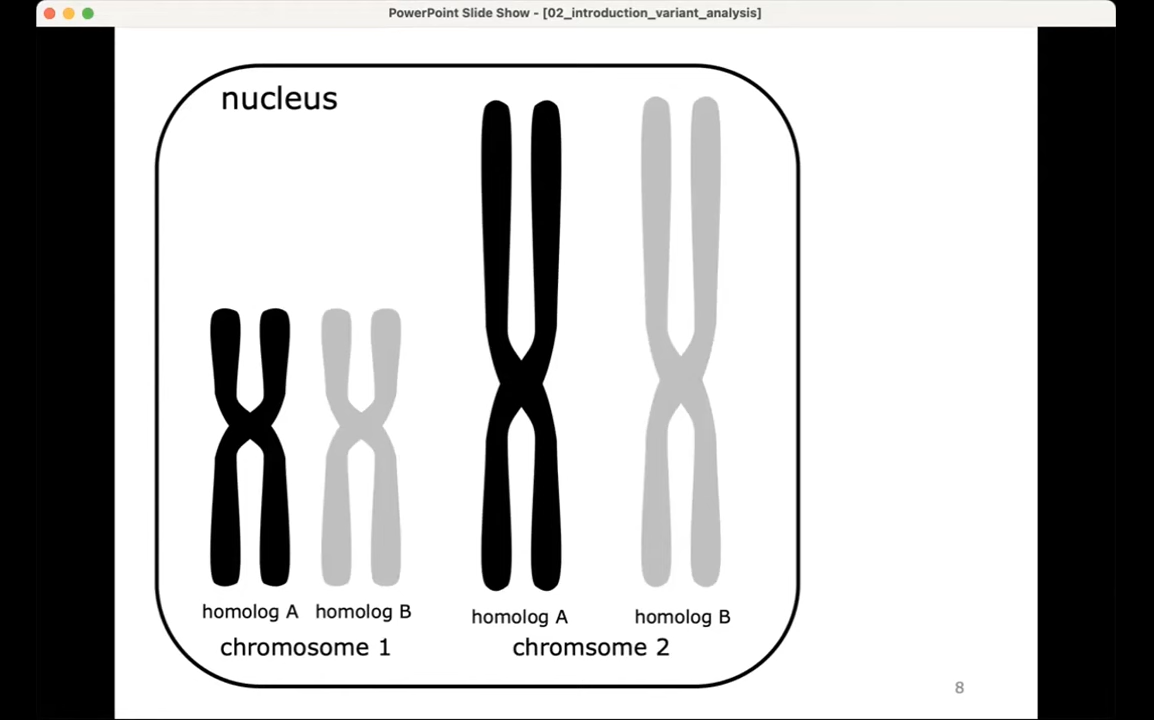 PowerPoint Slide Show - [02_introduction_variant_analysis]
nucleus
homolog A homolog B homolog A homolog B
chromosome 1 chromsome 2
8